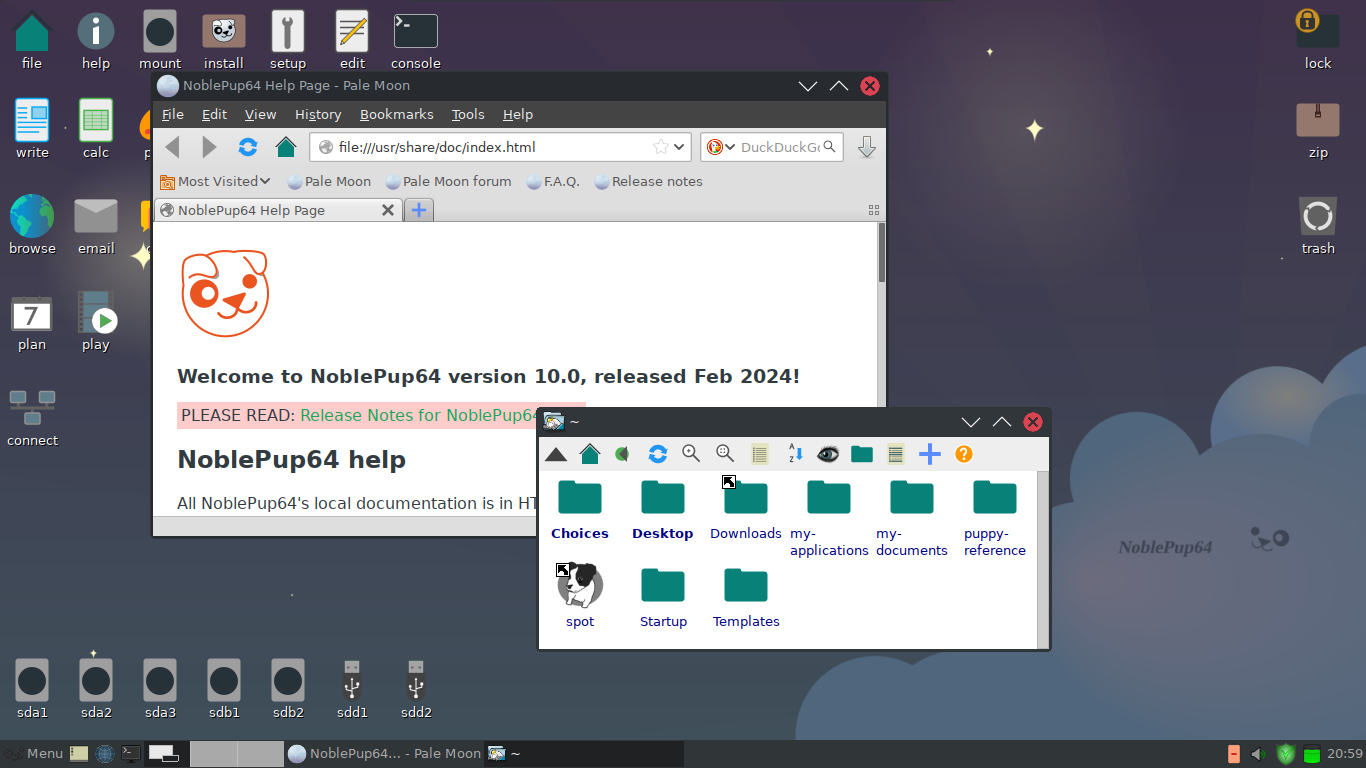 file help mount install setup edit console lock
NoblePup64 Help Page - Pale Moon
File Edit View History Bookmarks Tools Help
write calc zip
file:///usr/share/doc/index.html
Most Visited Pale Moon Pale Moon forum F.A.Q. Release notes
NoblePup64 Help Page
browse email trash
7
plan play
Welcome to NoblePup64 version 10.0, released Feb 2024!
PLEASE READ: Release Notes for NoblePup64
connect
~
NoblePup64 help
All NoblePup64's local documentation is in
Choices Desktop Downloads my-applications my-documents puppy-reference
NoblePup64
spot Startup Templates
sda1 sda2 sda3 sdb1 sdb2 sdd1 sdd2
Menu NoblePup64... - Pale Moon ~ 20:59